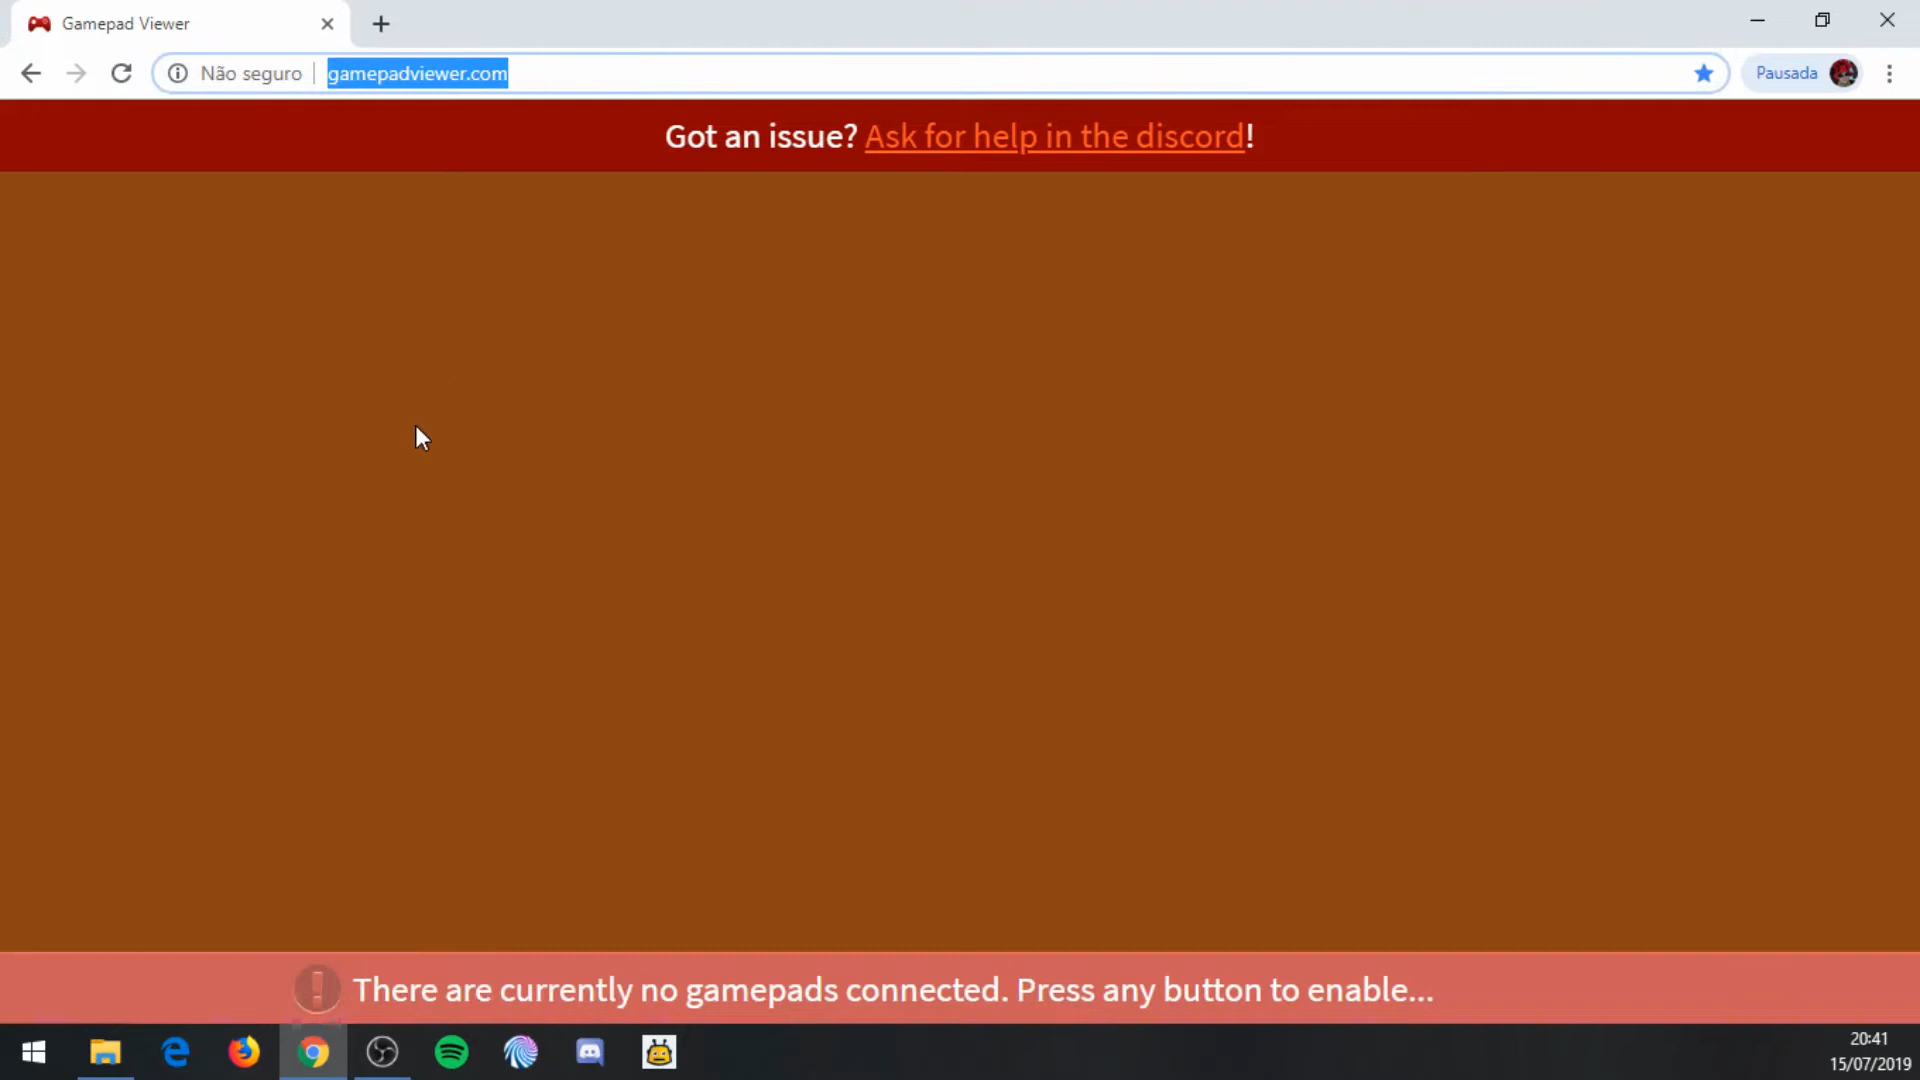 Gamepad Viewer
Não seguro
gamepadviewer.com
Pausada
Got an issue? Ask for help in the discord!
There are currently no gamepads connected. Press any button to enable...
20:41
15/07/2019